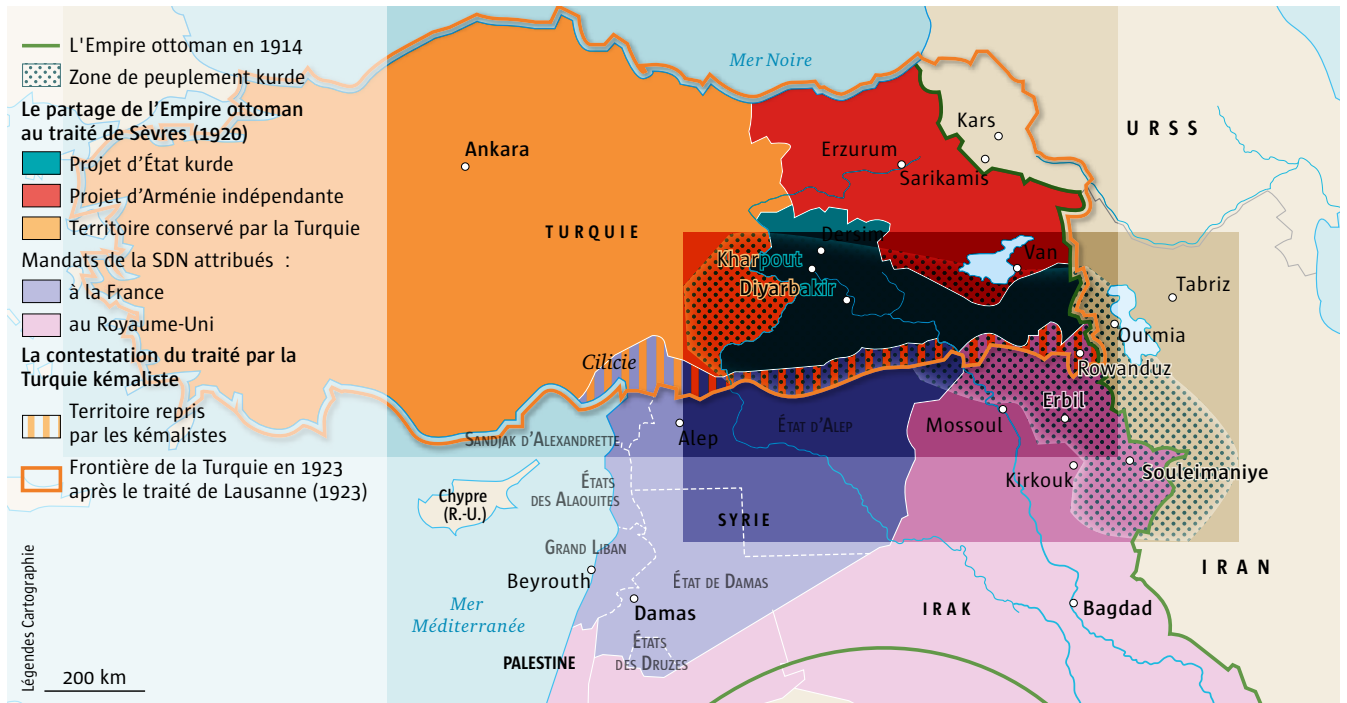 L'Empire ottoman en 1914
Zone de peuplement kurde
Le partage de l'Empire ottoman
au traité de Sèvres (1920)
Projet d'État kurde
Projet d'Arménie indépendante
Territoire conservé par la Turquie
Mandats de la SDN attribués :
à la France
au Royaume-Uni
La contestation du traité par la
Turquie kémaliste
Territoire repris
par les kémalistes
Frontière de la Turquie en 1923
après le traité de Lausanne (1923)
Légendes Cartographie
200 km
Mer Noire
URSS
Kars
Ankara
Erzurum
Sarikamis
TURQUIE
Dersim
Kharpout
Van
Diyarbakir
Tabriz
Ourmia
Cilicie
Rowanduz
Erbil
SANDJAK D'ALEXANDRETTE
Alep
ÉTAT D'ALEP
Mossoul
Kirkouk
Souleimaniye
Chypre
(R.-U.)
ÉTATS
DES ALAOUITES
SYRIE
GRAND LIBAN
Beyrouth
ÉTAT DE DAMAS
IRAN
Mer
Méditerranée
Damas
IRAK
Bagdad
ÉTATS
DES DRUZES
PALESTINE